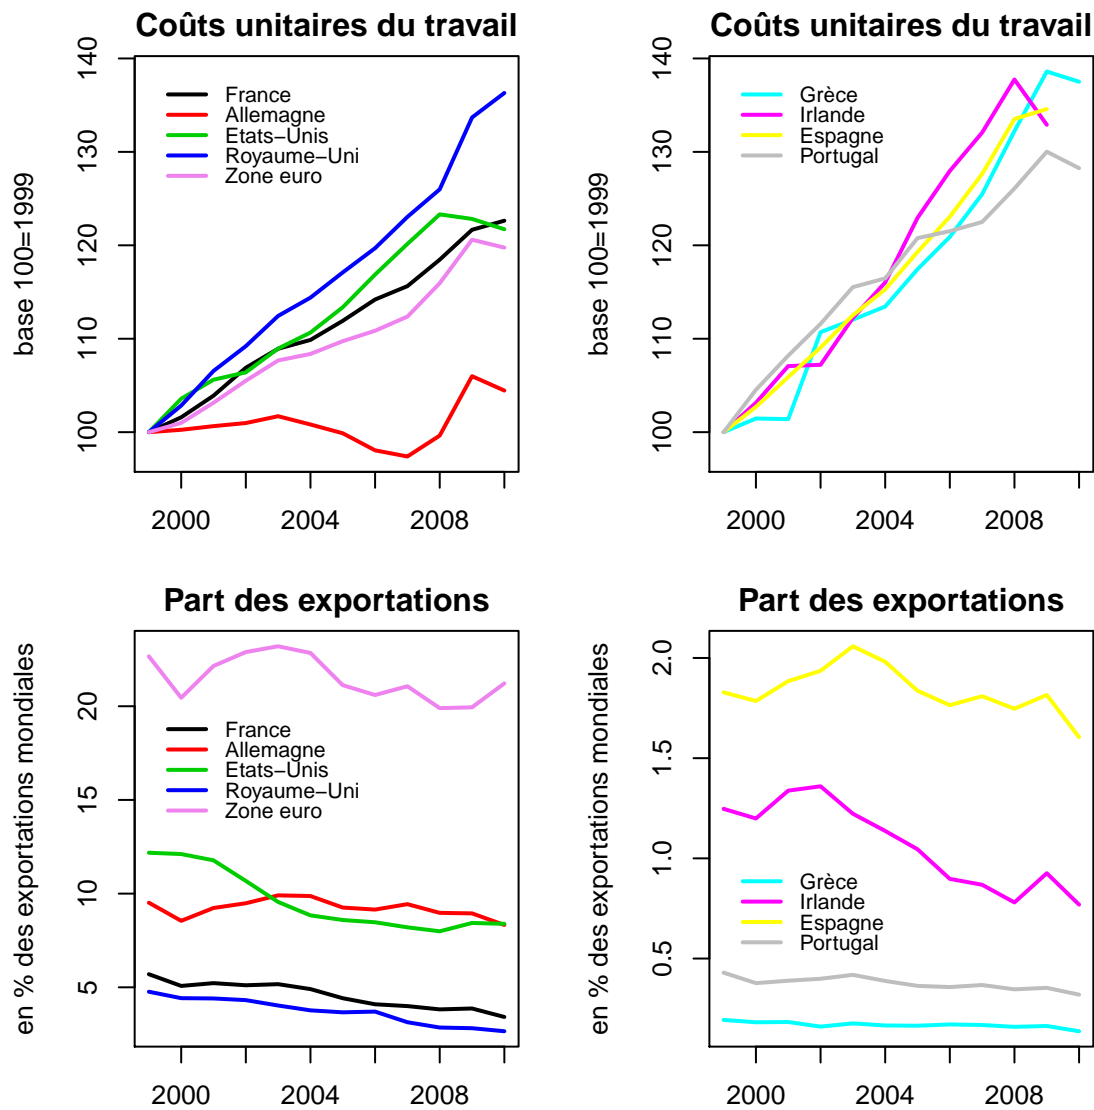 Coûts unitaires du travail
base 100=1999
140
130
120
110
100
France
Allemagne
Etats−Unis
Royaume−Uni
Zone euro
2000 2004 2008
Coûts unitaires du travail
base 100=1999
140
130
120
110
100
Grèce
Irlande
Espagne
Portugal
2000 2004 2008
Part des exportations
en % des exportations mondiales
20
15
10
5
France
Allemagne
Etats−Unis
Royaume−Uni
Zone euro
2000 2004 2008
Part des exportations
en % des exportations mondiales
2.0
1.5
1.0
0.5
Grèce
Irlande
Espagne
Portugal
2000 2004 2008